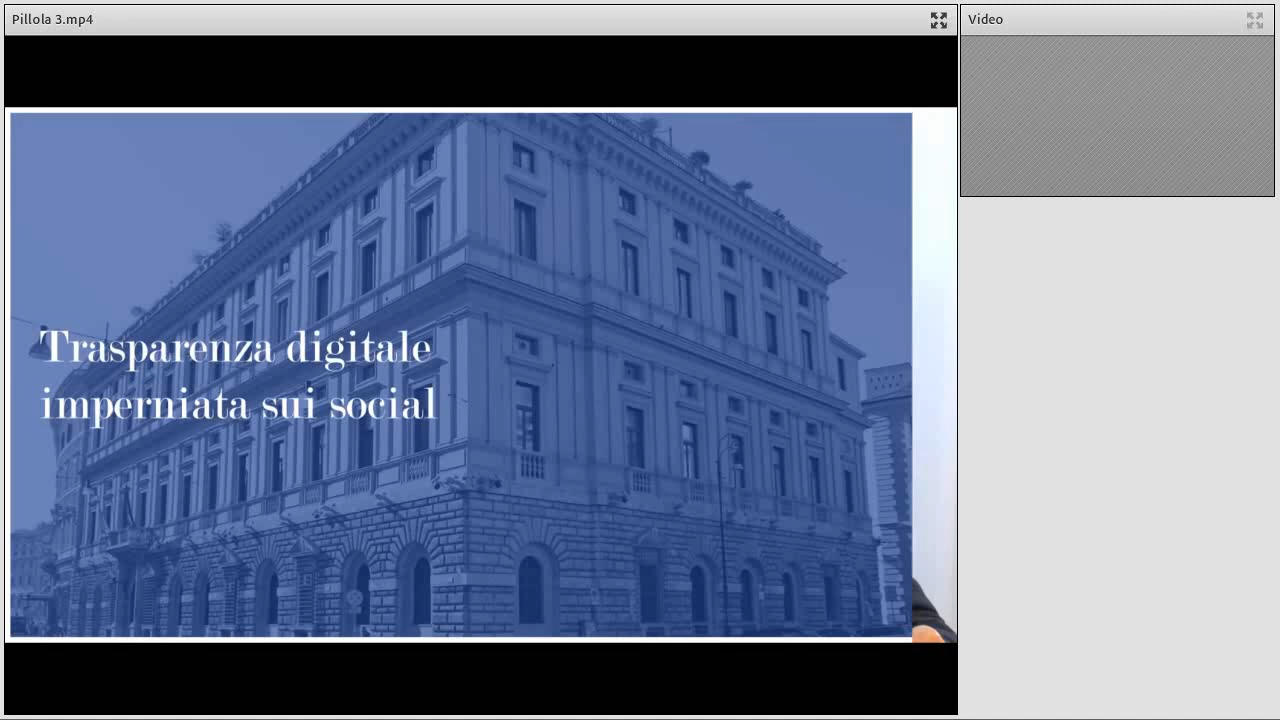 Pillola 3.mp4
Video
Trasparenza digitale
imperniata sui social